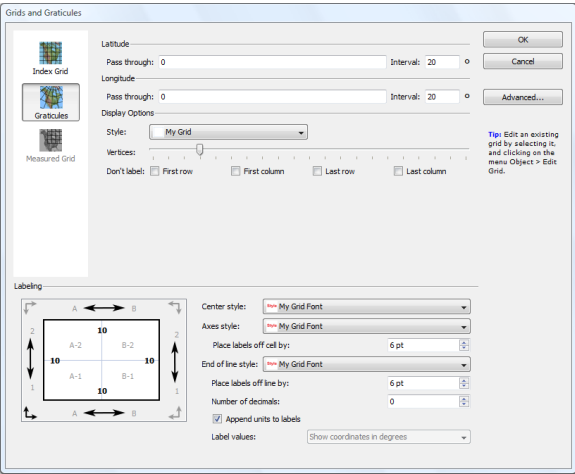 Grids and Graticules
Index Grid
Graticules
Measured Grid
Latitude
Pass through: 0 Interval: 20 o
Longitude
Pass through: 0 Interval: 20 o
Display Options
Style: My Grid
Vertices:
Don't label: First row First column Last row Last column
OK
Cancel
Advanced...
Tip: Edit an existing
grid by selecting it,
and clicking on the
menu Object > Edit
Grid.
Labeling
A B
2 10 2
A-2 B-2
10 10
A-1 B-1
1 10 1
A B
Center style: Style My Grid Font
Axes style: Style My Grid Font
Place labels off cell by: 6 pt
End of line style: Style My Grid Font
Place labels off line by: 6 pt
Number of decimals: 0
Append units to labels
Label values: Show coordinates in degrees